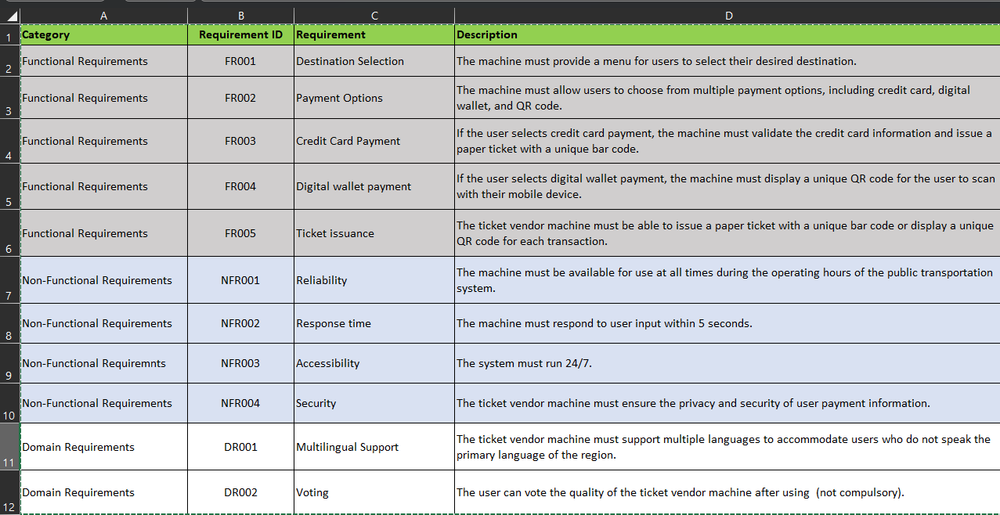 A B C D
1 Category Requirement ID Requirement Description
2 Functional Requirements FR001 Destination Selection The machine must provide a menu for users to select their desired destination.
3 Functional Requirements FR002 Payment Options The machine must allow users to choose from multiple payment options, including credit card, digital
wallet, and QR code.
4 Functional Requirements FR003 Credit Card Payment If the user selects credit card payment, the machine must validate the credit card information and issue a
paper ticket with a unique bar code.
5 Functional Requirements FR004 Digital wallet payment If the user selects digital wallet payment, the machine must display a unique QR code for the user to scan
with their mobile device.
6 Functional Requirements FR005 Ticket issuance The ticket vendor machine must be able to issue a paper ticket with a unique bar code or display a unique
QR code for each transaction.
7 Non-Functional Requirements NFR001 Reliability The machine must be available for use at all times during the operating hours of the public transportation
system.
8 Non-Functional Requirements NFR002 Response time The machine must respond to user input within 5 seconds.
9 Non-Functional Requiremnts NFR003 Accessibility The system must run 24/7.
10 Non-Functional Requirements NFR004 Security The ticket vendor machine must ensure the privacy and security of user payment information.
11 Domain Requirements DR001 Multilingual Support The ticket vendor machine must support multiple languages to accommodate users who do not speak the
primary language of the region.
12 Domain Requirements DR002 Voting The user can vote the quality of the ticket vendor machine after using  (not compulsory).